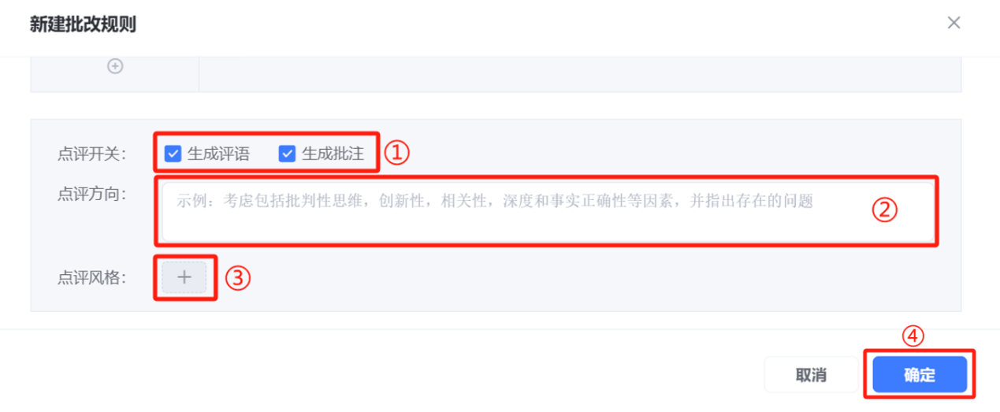 新建批改规则
点评开关： 生成评语 生成批注 ①
点评方向： 示例：考虑包括批判性思维，创新性，相关性，深度和事实正确性等因素，并指出存在的问题 ②
点评风格： ③
④
取消 确定